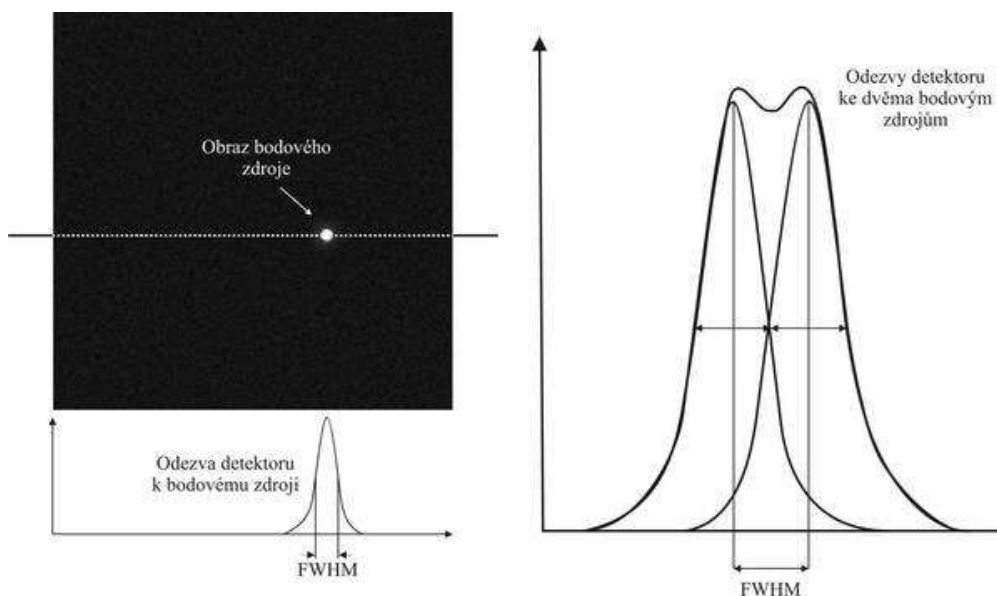 Obraz bodového
zdroje
Odezva detektoru
k bodovému zdroji
FWHM
Odezvy detektoru
ke dvěma bodovým
zdrojům
FWHM